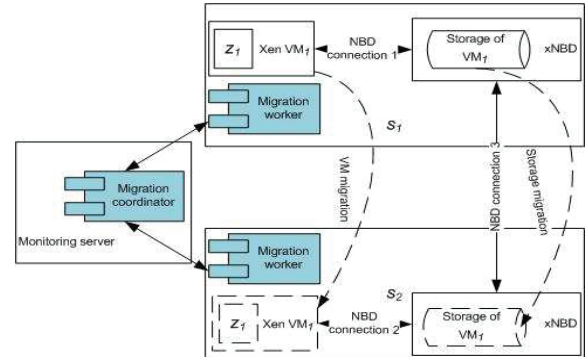 Z1 Xen VM1
NBD
connection 1
Storage of
VM1
xNBD
Migration
worker
S1
Migration
coordinator
Monitoring server
VM migration
NBD connection 3
Storage migration
Migration
worker
S2
Z1 Xen VM1
NBD
connection 2
Storage of
VM1
xNBD